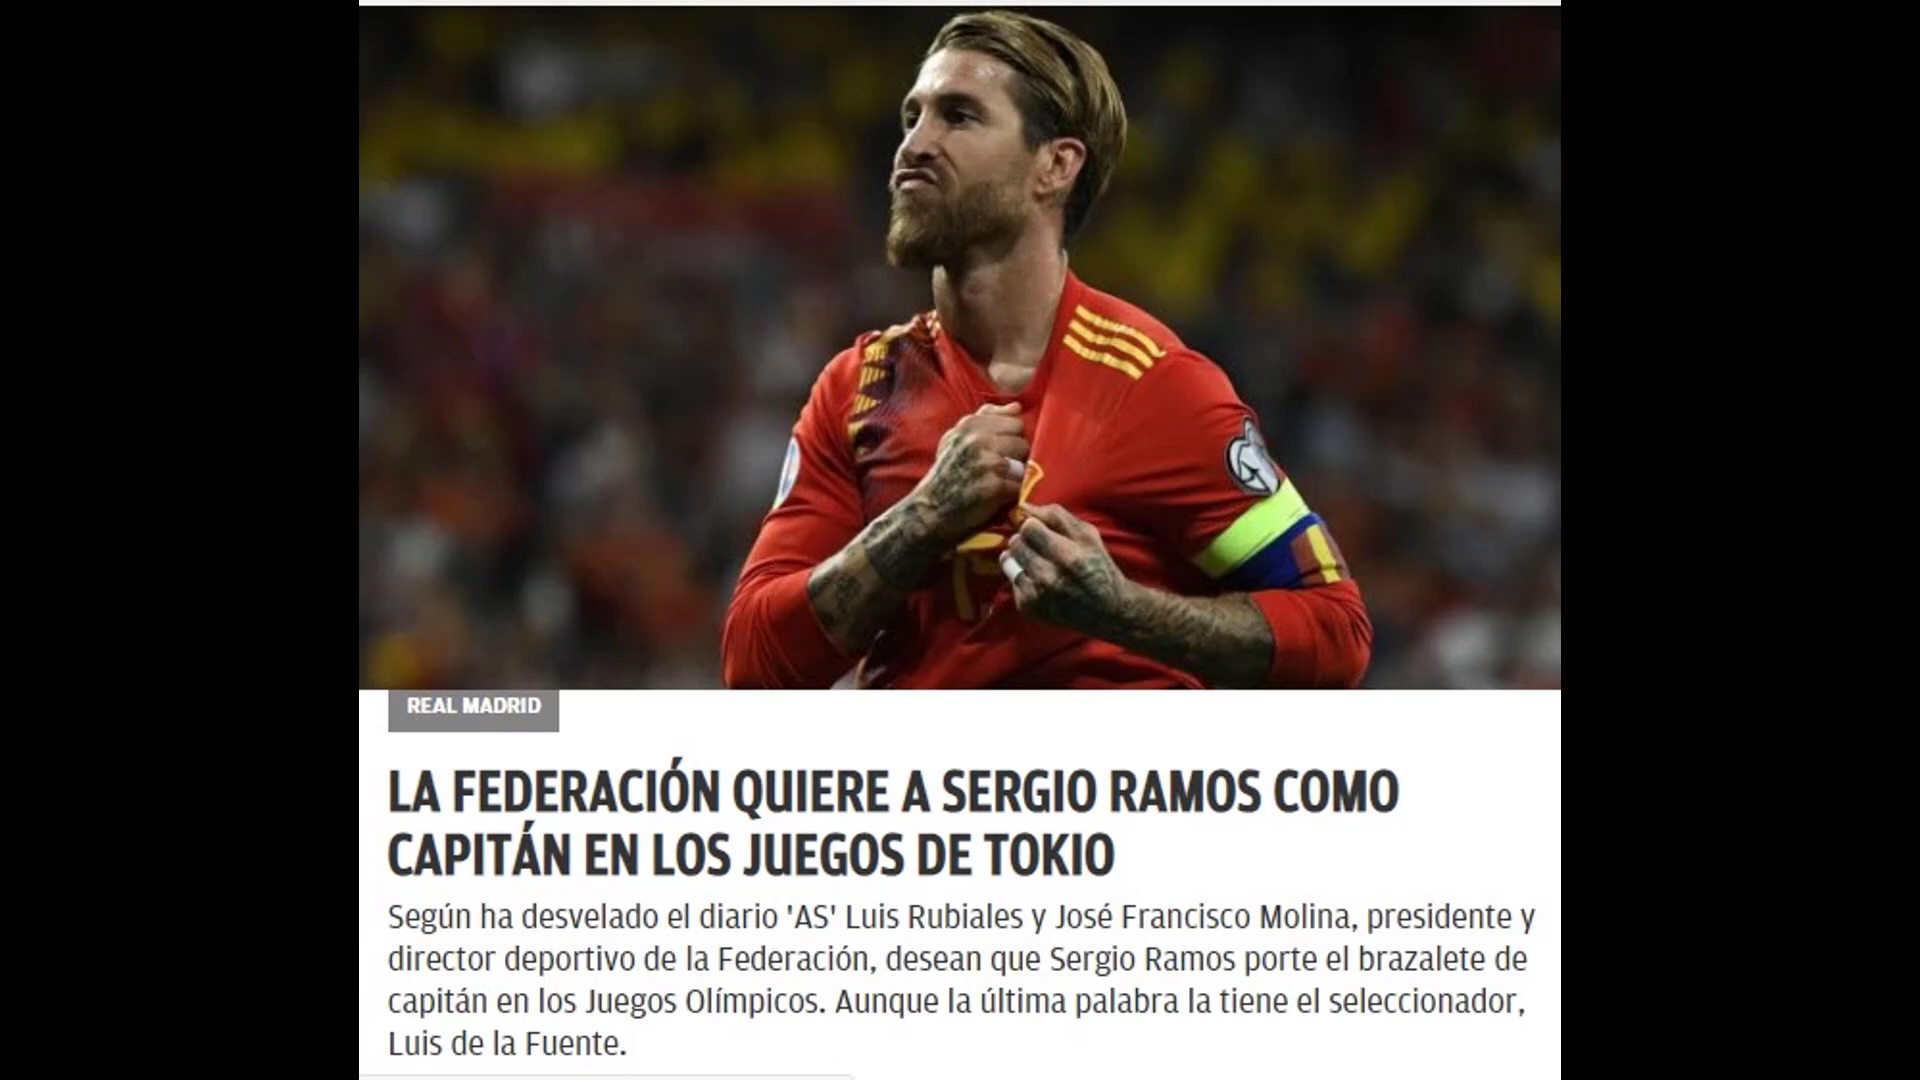 REAL MADRID
LA FEDERACIÓN QUIERE A SERGIO RAMOS COMO
CAPITÁN EN LOS JUEGOS DE TOKIO
Según ha desvelado el diario 'AS' Luis Rubiales y José Francisco Molina, presidente y
director deportivo de la Federación, desean que Sergio Ramos porte el brazalete de
capitán en los Juegos Olímpicos. Aunque la última palabra la tiene el seleccionador,
Luis de la Fuente.